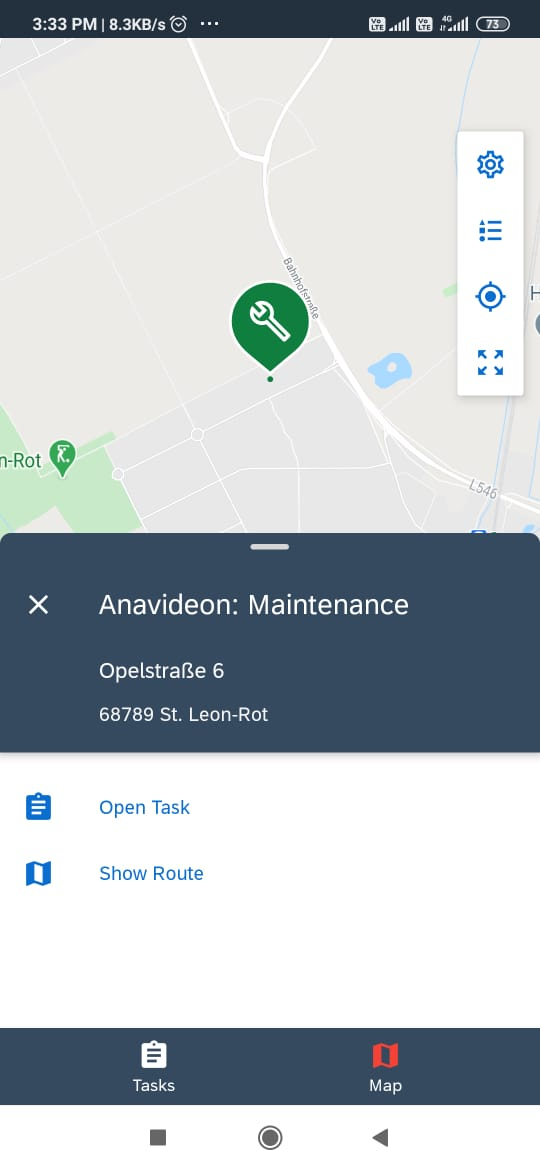 3:33 PM | 8.3KB/s
Vo LTE
Vo LTE
4G
73
Bahnhofstraße
H
n-Rot
L546
Anavideon: Maintenance
Opelstraße 6
68789 St. Leon-Rot
Open Task
Show Route
Tasks
Map